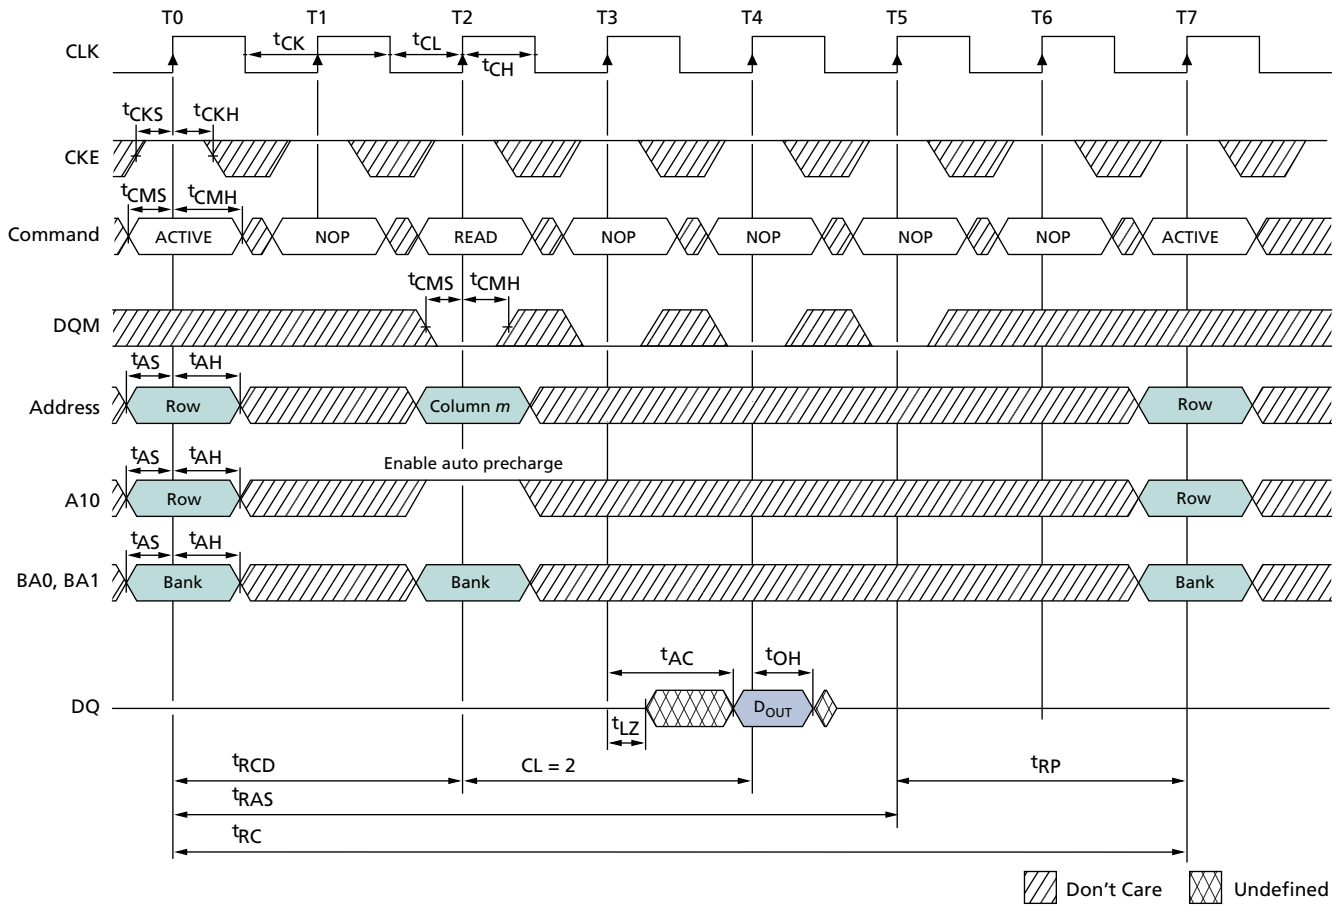 T0 T1 T2 T3 T4 T5 T6 T7
CLK
tCK tCL
tCH
tCKS tCKH
CKE
tCMS tCMH
Command ACTIVE NOP READ NOP NOP NOP NOP ACTIVE
tCMS tCMH
DQM
tAS tAH
Address Row Column m Row
tAS tAH Enable auto precharge
A10 Row Row
tAS tAH
BA0, BA1 Bank Bank Bank
tAC tOH
DQ DOUT
tLZ
tRCD CL = 2 tRP
tRAS
tRC
Don't Care Undefined